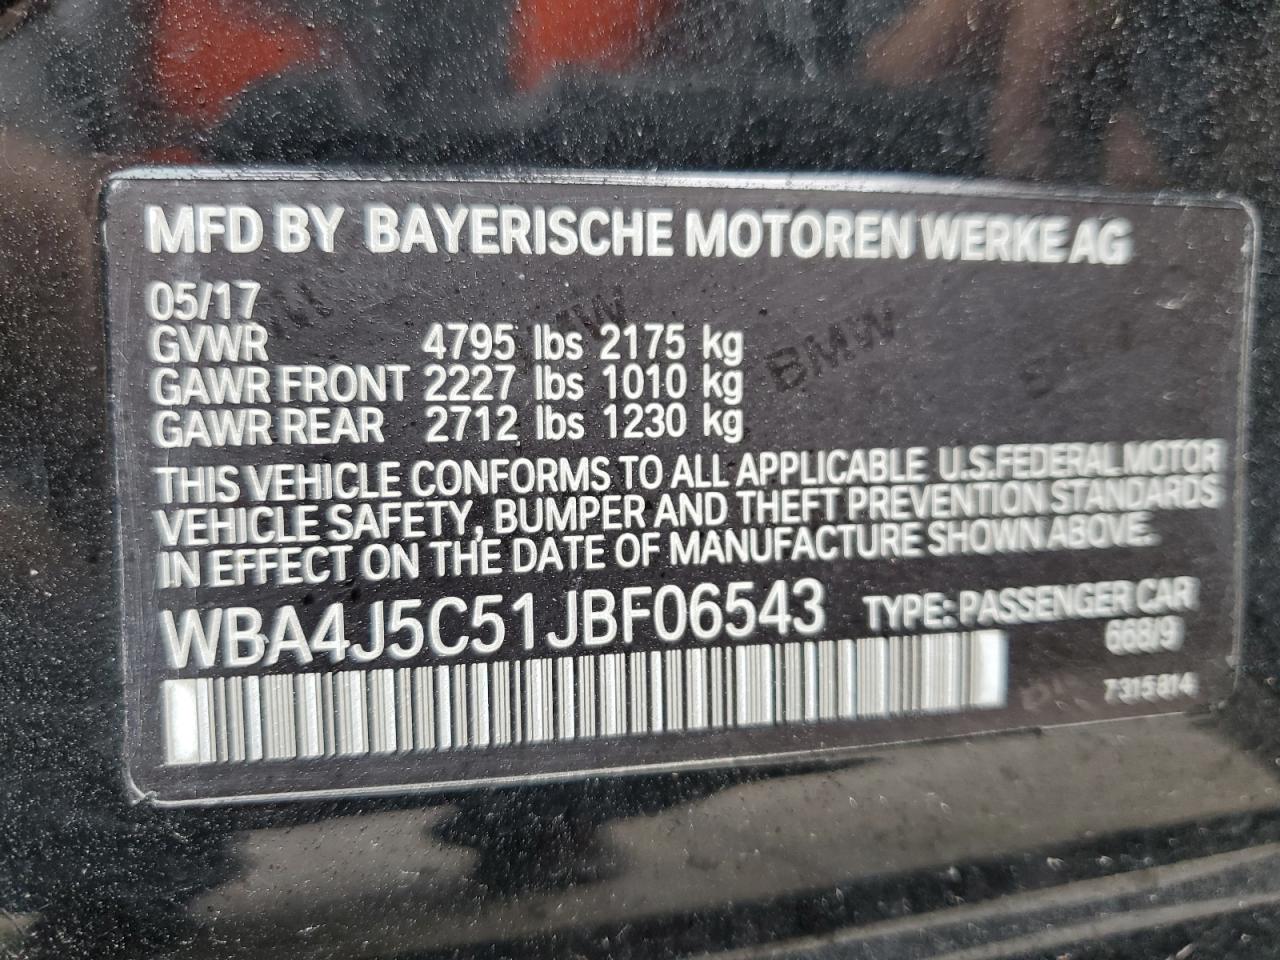 MFD BY BAYERISCHE MOTOREN WERKE AG
05/17
GVWR 4795 lbs 2175 kg
GAWR FRONT 2227 lbs 1010 kg
GAWR REAR 2712 lbs 1230 kg
THIS VEHICLE CONFORMS TO ALL APPLICABLE U.S.FEDERAL MOTOR
VEHICLE SAFETY, BUMPER AND THEFT PREVENTION STANDARDS
IN EFFECT ON THE DATE OF MANUFACTURE SHOWN ABOVE.
WBA4J5C51JBF06543 TYPE: PASSENGER CAR
668/9
7315814
BMW